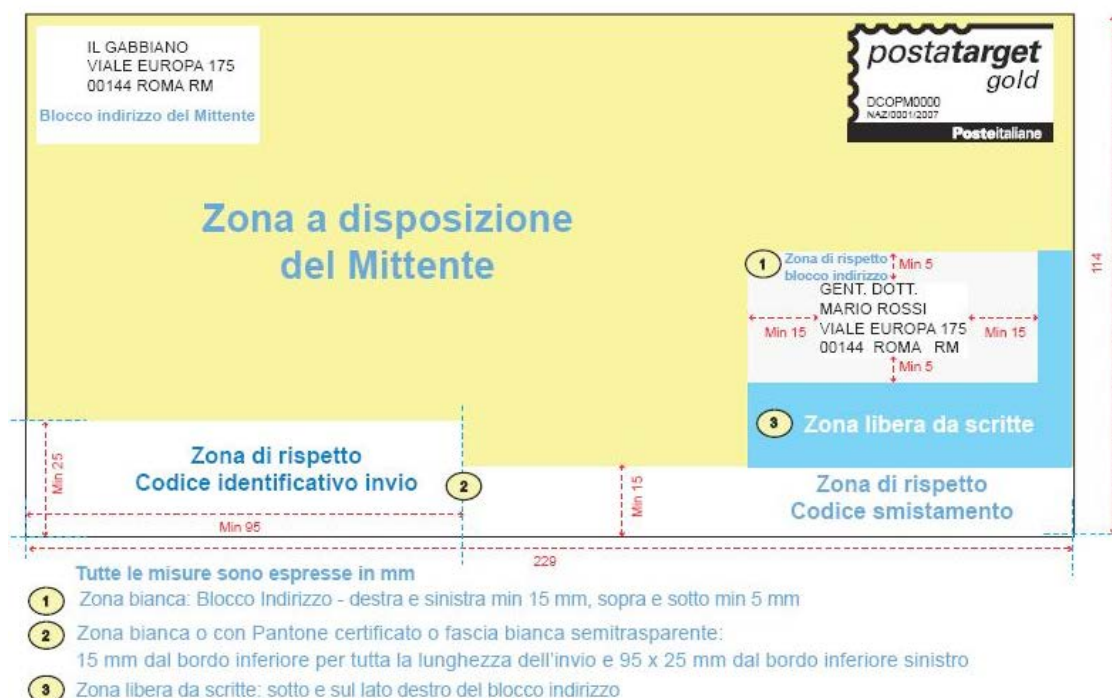 IL GABBIANO
VIALE EUROPA 175
00144 ROMA RM
Blocco indirizzo del Mittente
postatarget
gold
DCOPM0000
NAZ/0001/2007
Posteitaliane
Zona a disposizione
del Mittente
1
Zona di rispetto
blocco indirizzo
Min 5
GENT. DOTT.
MARIO ROSSI
VIALE EUROPA 175
00144 ROMA RM
Min 15
Min 15
Min 5
114
3 Zona libera da scritte
Min 25
Zona di rispetto
Codice identificativo invio
2
Min 95
Min 15
Zona di rispetto
Codice smistamento
229
Tutte le misure sono espresse in mm
1 Zona bianca: Blocco Indirizzo - destra e sinistra min 15 mm, sopra e sotto min 5 mm
2 Zona bianca o con Pantone certificato o fascia bianca semitrasparente:
15 mm dal bordo inferiore per tutta la lunghezza dell'invio e 95 x 25 mm dal bordo inferiore sinistro
3 Zona libera da scritte: sotto e sul lato destro del blocco indirizzo